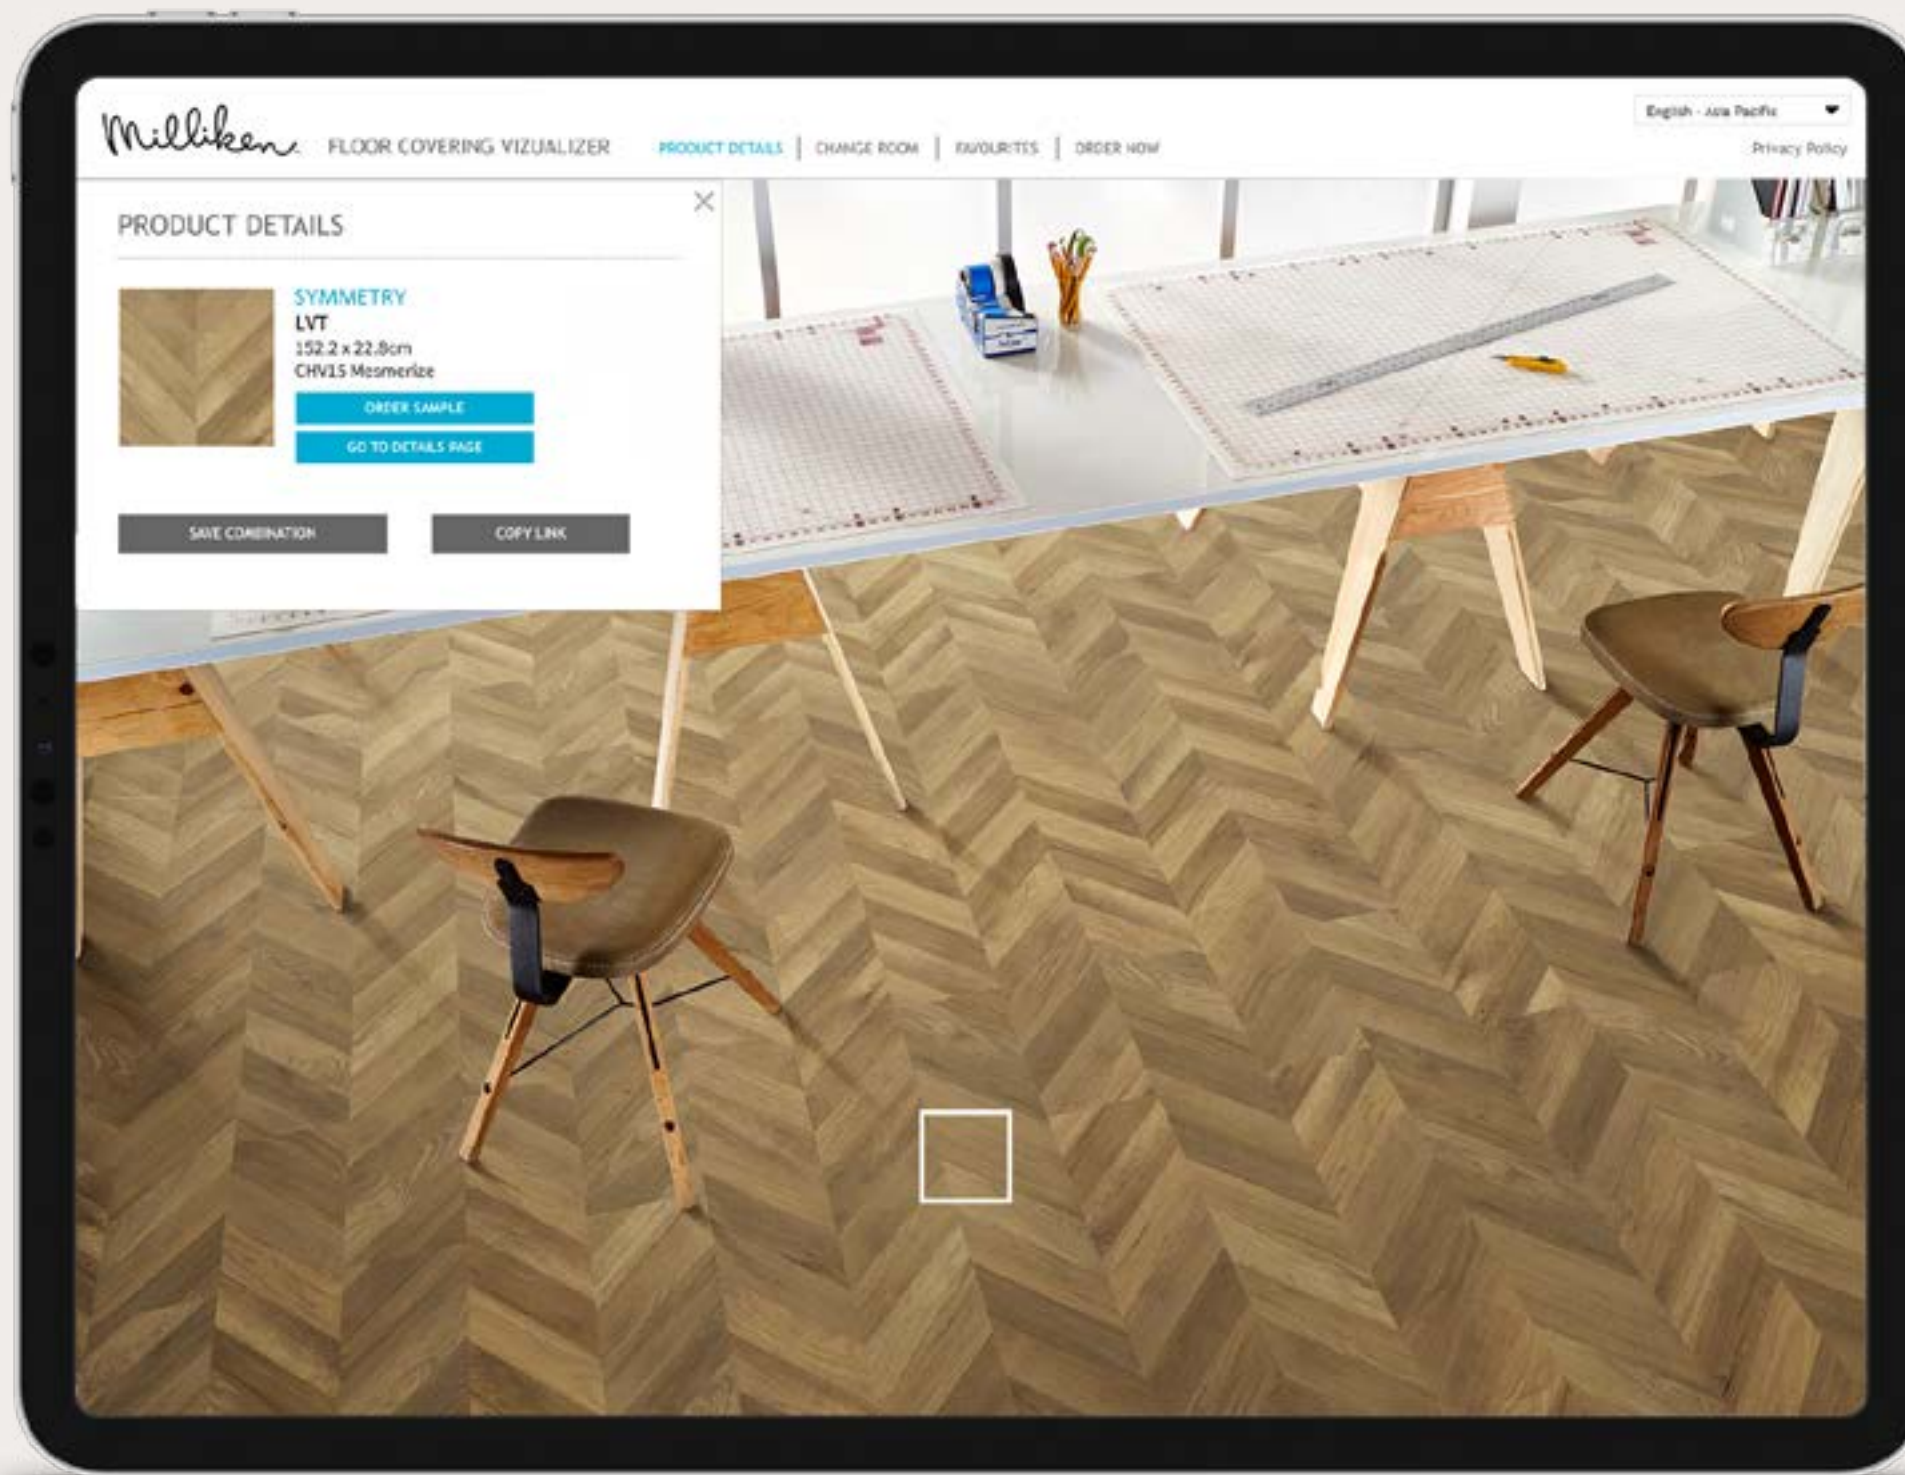 Milliken
FLOOR COVERING VIZUALIZER
PRODUCT DETAILS
CHANGE ROOM
FAVOURITES
ORDER NOW
English - Asia Pacific
Privacy Policy
PRODUCT DETAILS
SYMMETRY
LVT
152.2 x 22.8cm
CHV15 Mesmerize
ORDER SAMPLE
GO TO DETAILS PAGE
SAVE COMBINATION
COPY LINK